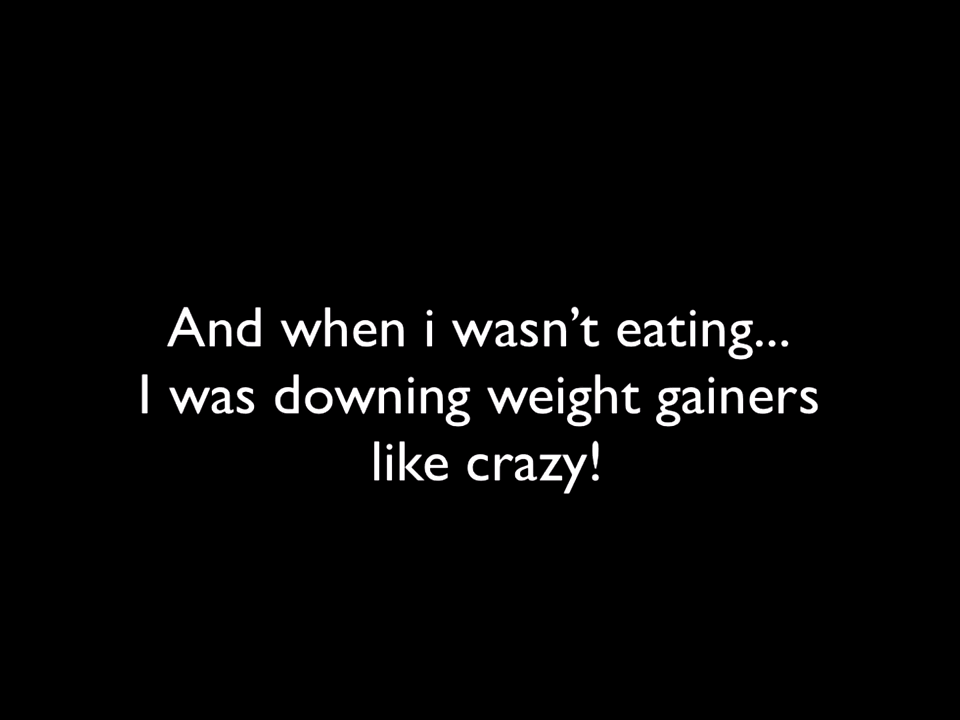 And when i wasn’t eating...
I was downing weight gainers
like crazy!